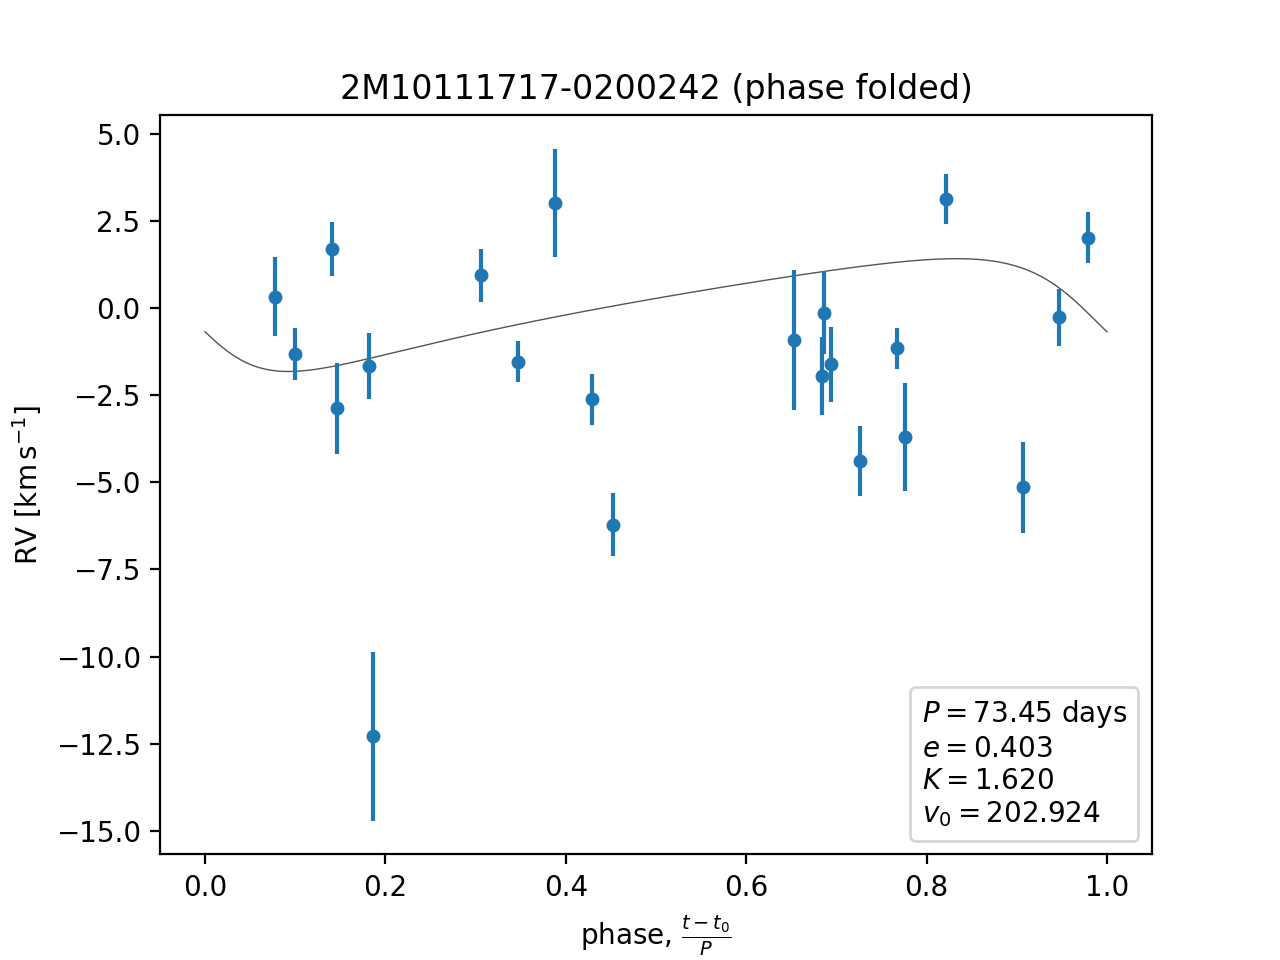 2M10111717-0200242 (phase folded)
5.0
2.5
0.0
−2.5
−5.0
−7.5
−10.0
−12.5
−15.0
RV [km s⁻¹]
P = 73.45 days
e = 0.403
K = 1.620
v₀ = 202.924
0.0 0.2 0.4 0.6 0.8 1.0
phase, (t − t₀)/P